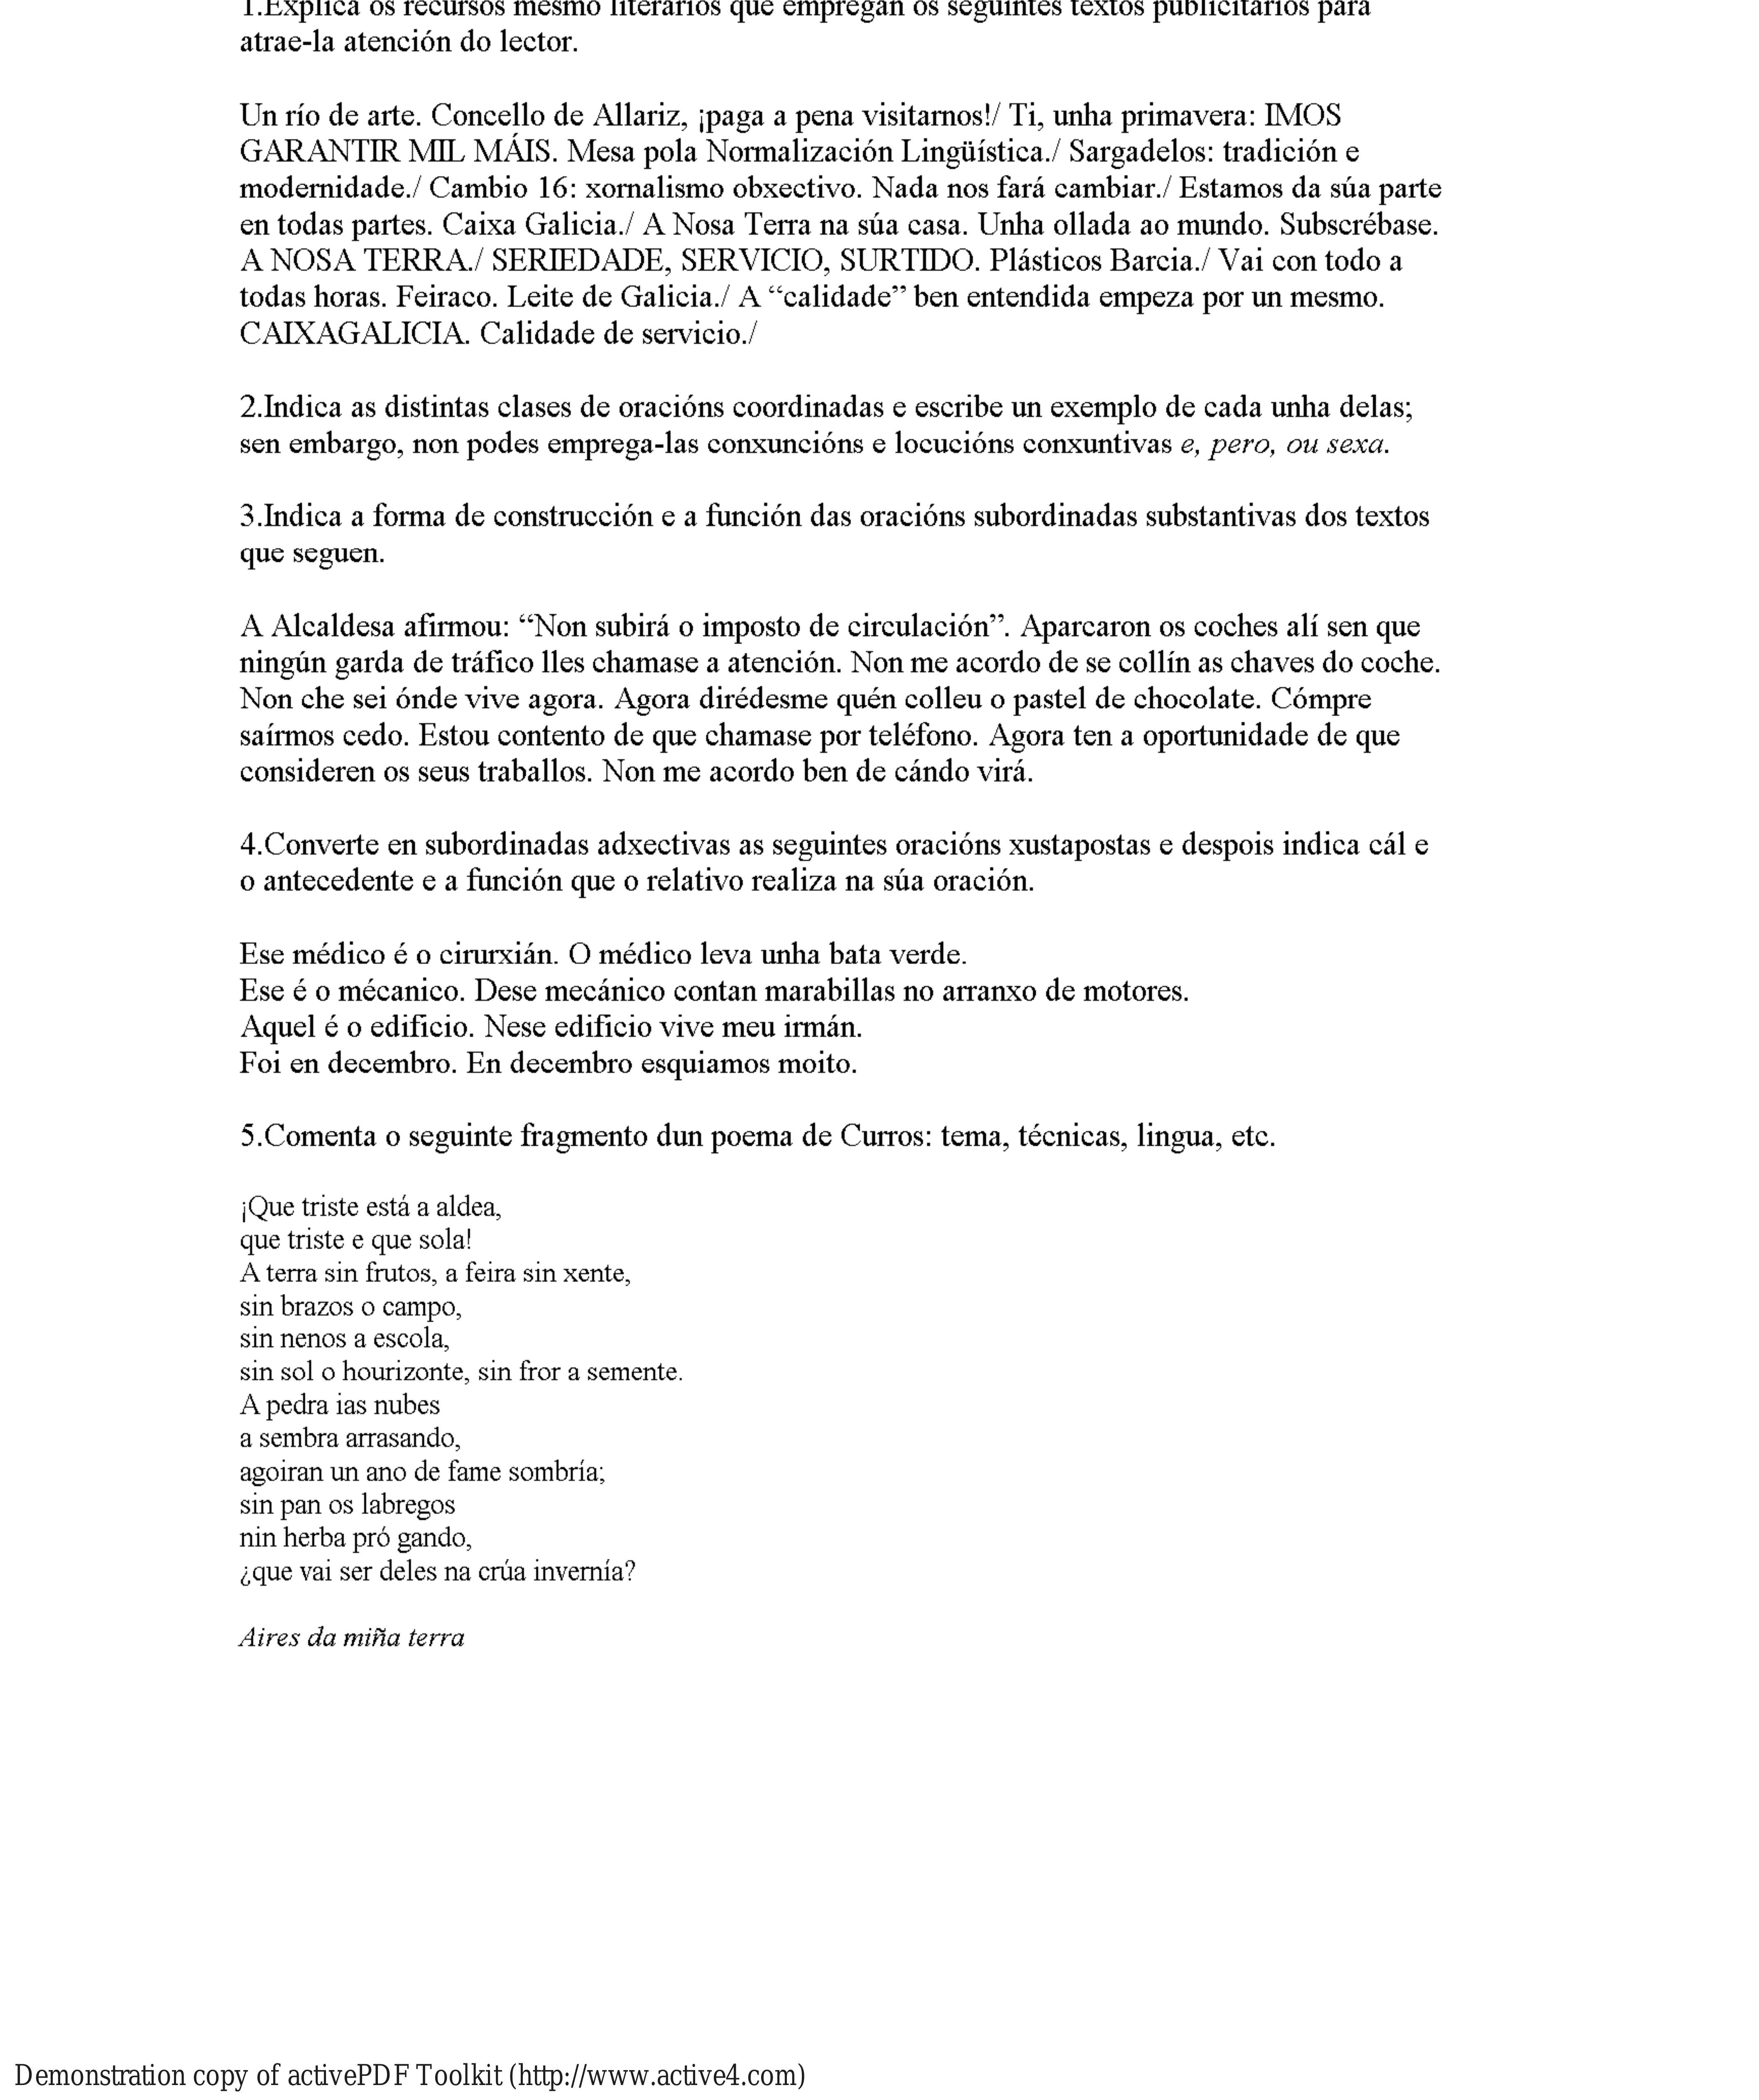 1.Explica os recursos mesmo literarios que empregan os seguintes textos publicitarios para
atrae-la atención do lector.
Un río de arte. Concello de Allariz, ¡paga a pena visitarnos!/ Ti, unha primavera: IMOS
GARANTIR MIL MÁIS. Mesa pola Normalización Lingüística./ Sargadelos: tradición e
modernidade./ Cambio 16: xornalismo obxectivo. Nada nos fará cambiar./ Estamos da súa parte
en todas partes. Caixa Galicia./ A Nosa Terra na súa casa. Unha ollada ao mundo. Subscrébase.
A NOSA TERRA./ SERIEDADE, SERVICIO, SURTIDO. Plásticos Barcia./ Vai con todo a
todas horas. Feiraco. Leite de Galicia./ A “calidade” ben entendida empeza por un mesmo.
CAIXAGALICIA. Calidade de servicio./
2.Indica as distintas clases de oracións coordinadas e escribe un exemplo de cada unha delas;
sen embargo, non podes emprega-las conxuncións e locucións conxuntivas e, pero, ou sexa.
3.Indica a forma de construcción e a función das oracións subordinadas substantivas dos textos
que seguen.
A Alcaldesa afirmou: “Non subirá o imposto de circulación”. Aparcaron os coches alí sen que
ningún garda de tráfico lles chamase a atención. Non me acordo de se collín as chaves do coche.
Non che sei ónde vive agora. Agora dirédesme quén colleu o pastel de chocolate. Cómpre
saírmos cedo. Estou contento de que chamase por teléfono. Agora ten a oportunidade de que
consideren os seus traballos. Non me acordo ben de cándo virá.
4.Converte en subordinadas adxectivas as seguintes oracións xustapostas e despois indica cál e
o antecedente e a función que o relativo realiza na súa oración.
Ese médico é o cirurxián. O médico leva unha bata verde.
Ese é o mécanico. Dese mecánico contan marabillas no arranxo de motores.
Aquel é o edificio. Nese edificio vive meu irmán.
Foi en decembro. En decembro esquiamos moito.
5.Comenta o seguinte fragmento dun poema de Curros: tema, técnicas, lingua, etc.
¡Que triste está a aldea,
que triste e que sola!
A terra sin frutos, a feira sin xente,
sin brazos o campo,
sin nenos a escola,
sin sol o hourizonte, sin fror a semente.
A pedra ias nubes
a sembra arrasando,
agoiran un ano de fame sombría;
sin pan os labregos
nin herba pró gando,
¿que vai ser deles na crúa invernía?
Aires da miña terra
Demonstration copy of activePDF Toolkit (http://www.active4.com)